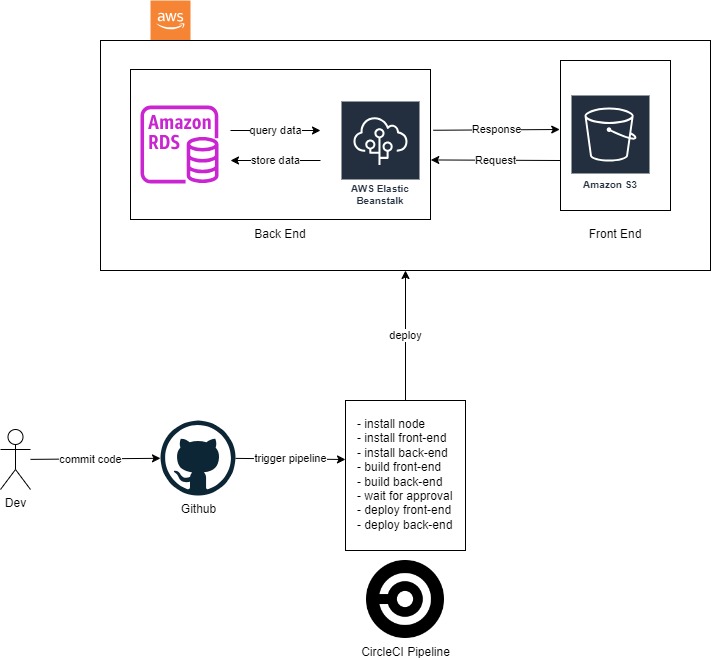 aws
Amazon
RDS
query data
store data
AWS Elastic
Beanstalk
Response
Request
Amazon S3
Back End
Front End
deploy
- install node
- install front-end
- install back-end
- build front-end
- build back-end
- wait for approval
- deploy front-end
- deploy back-end
commit code
trigger pipeline
Dev
Github
CircleCI Pipeline